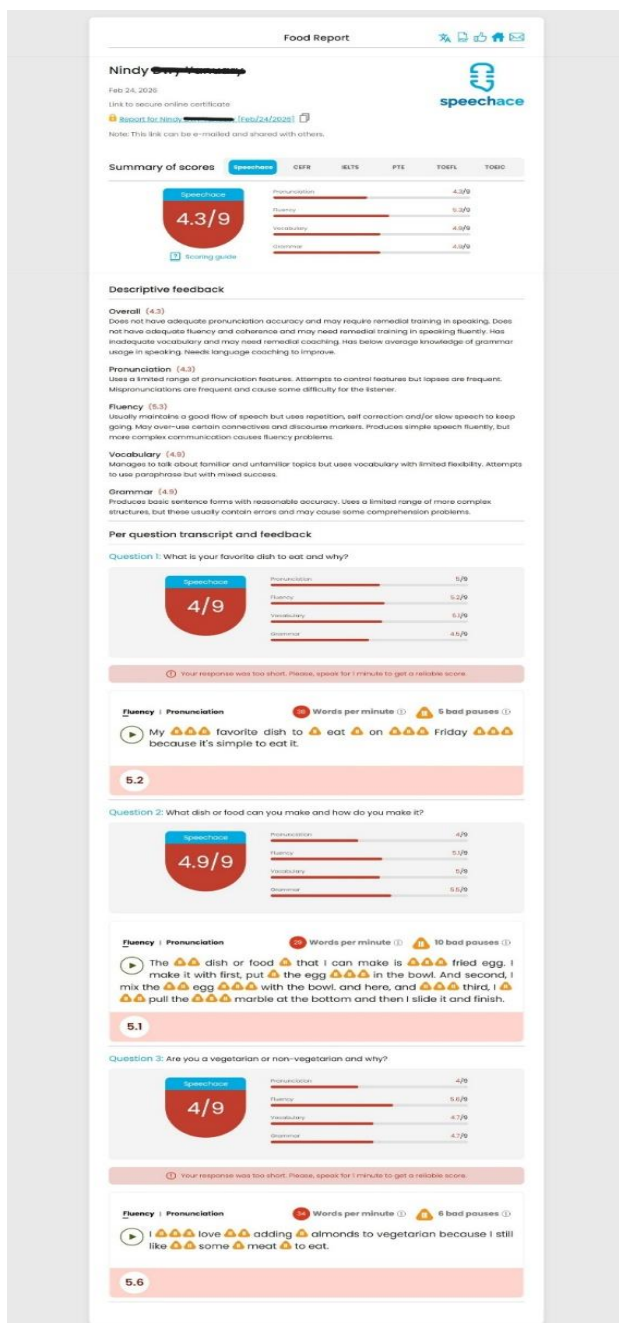 Food Report
Nindy
speechace
Feb 24, 2026
Link to secure online certificate
Report for Nindy [Feb/24/2026]
Note: This link can be e-mailed and shared with others.
Summary of scores Speechace CEFR IELTS PTE TOEFL TOEIC
Speechace
4.3/9
Scoring guide
Pronunciation 4.3/9
Fluency 5.3/9
Vocabulary 4.9/9
Grammar 4.9/9
Descriptive feedback
Overall (4.3)
Does not have adequate pronunciation accuracy and may require remedial training in speaking. Does
not have adequate fluency and coherence and may need remedial training in speaking fluently. Has
inadequate vocabulary and may need remedial coaching. Has below average knowledge of grammar
usage in speaking. Needs language coaching to improve.
Pronunciation (4.3)
Uses a limited range of pronunciation features. Attempts to control features but lapses are frequent.
Mispronunciations are frequent and cause some difficulty for the listener.
Fluency (5.3)
Usually maintains a good flow of speech but uses repetition, self correction and/or slow speech to keep
going. May over-use certain connectives and discourse markers. Produces simple speech fluently, but
more complex communication causes fluency problems.
Vocabulary (4.9)
Manages to talk about familiar and unfamiliar topics but uses vocabulary with limited flexibility. Attempts
to use paraphrase but with mixed success.
Grammar (4.9)
Produces basic sentence forms with reasonable accuracy. Uses a limited range of more complex
structures, but these usually contain errors and may cause some comprehension problems.
Per question transcript and feedback
Question 1: What is your favorite dish to eat and why?
Speechace
4/9
Pronunciation 5/9
Fluency 5.2/9
Vocabulary 5.1/9
Grammar 4.5/9
Your response was too short. Please, speak for 1 minute to get a reliable score.
Fluency | Pronunciation Words per minute 5 bad pauses
My favorite dish to eat on Friday
because it's simple to eat it.
5.2
Question 2: What dish or food can you make and how do you make it?
Speechace
4.9/9
Pronunciation 4/9
Fluency 5.1/9
Vocabulary 5/9
Grammar 5.5/9
Fluency | Pronunciation 29 Words per minute 10 bad pauses
The dish or food that I can make is fried egg. I
make it with first, put the egg in the bowl. And second, I
mix the egg with the bowl. and here, and third, I
pull the marble at the bottom and then I slide it and finish.
5.1
Question 3: Are you a vegetarian or non-vegetarian and why?
Speechace
4/9
Pronunciation 4/9
Fluency 5.6/9
Vocabulary 4.7/9
Grammar 4.7/9
Your response was too short. Please, speak for 1 minute to get a reliable score.
Fluency | Pronunciation 34 Words per minute 6 bad pauses
I love adding almonds to vegetarian because I still
like some meat to eat.
5.6